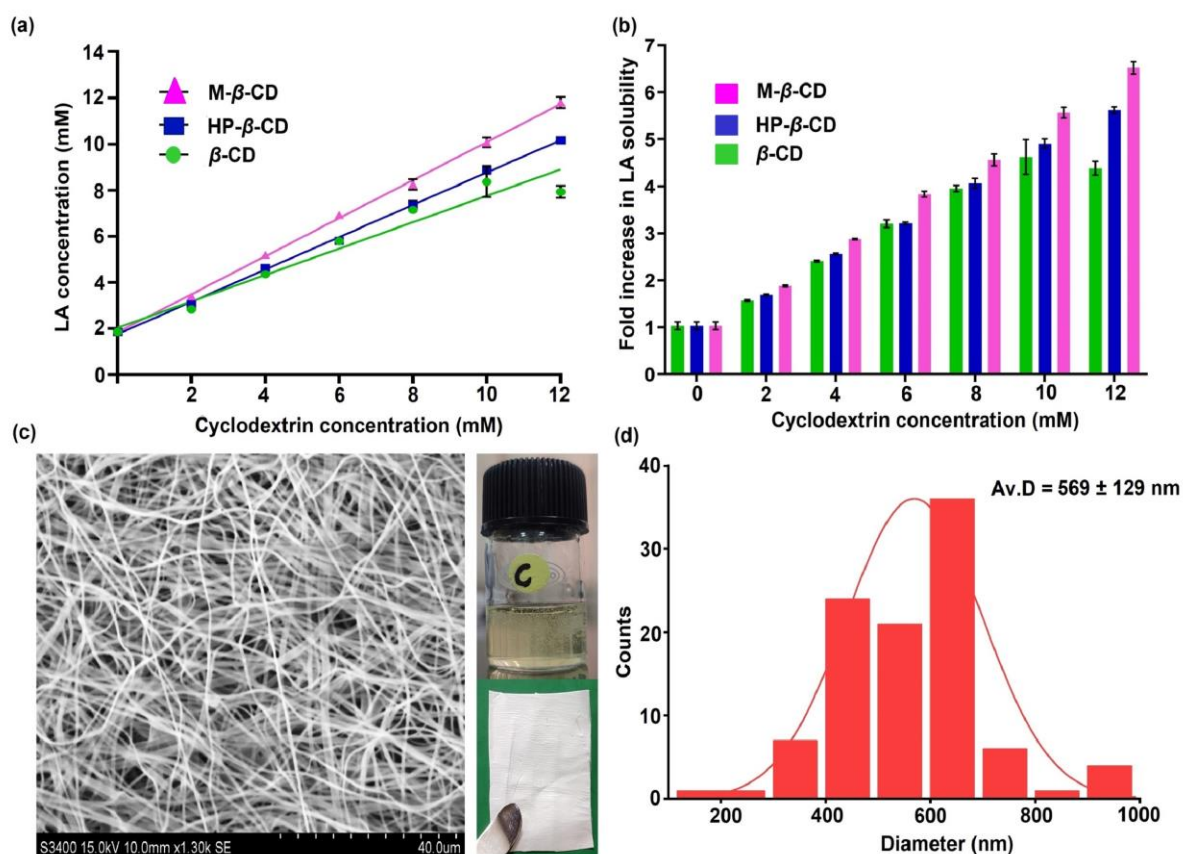 (a)
14
12
10
8
6
4
2
0
LA concentration (mM)
M-β-CD
HP-β-CD
β-CD
2 4 6 8 10 12
Cyclodextrin concentration (mM)
(b)
7
6
5
4
3
2
1
0
Fold increase in LA solubility
M-β-CD
HP-β-CD
β-CD
0 2 4 6 8 10 12
Cyclodextrin concentration (mM)
(c)
C
S3400 15.0kV 10.0mm x1.30k SE 40.0um
(d)
40
30
20
10
0
Counts
Av.D = 569 ± 129 nm
200 400 600 800 1000
Diameter (nm)